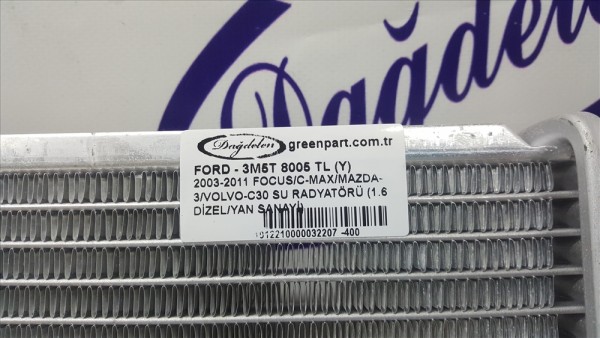 Dağdelen
Dağdelen greenpart.com.tr
FORD - 3M5T 8005 TL (Y)
2003-2011 FOCUS/C-MAX/MAZDA-
3/VOLVO-C30 SU RADYATÖRÜ (1.6
DİZEL/YAN SANAYİ)
-400